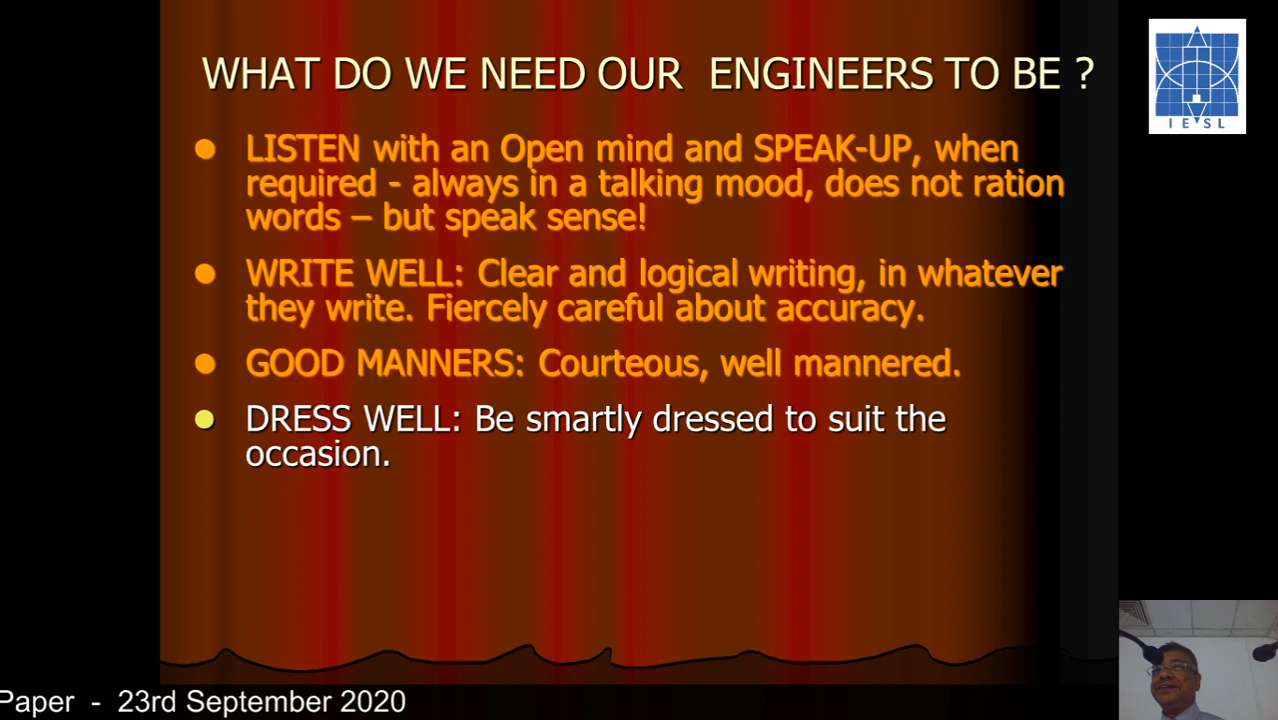 WHAT DO WE NEED OUR ENGINEERS TO BE ?
LISTEN with an Open mind and SPEAK-UP, when
required - always in a talking mood, does not ration
words – but speak sense!
WRITE WELL: Clear and logical writing, in whatever
they write. Fiercely careful about accuracy.
GOOD MANNERS: Courteous, well mannered.
DRESS WELL: Be smartly dressed to suit the
occasion.
IESL
Paper - 23rd September 2020